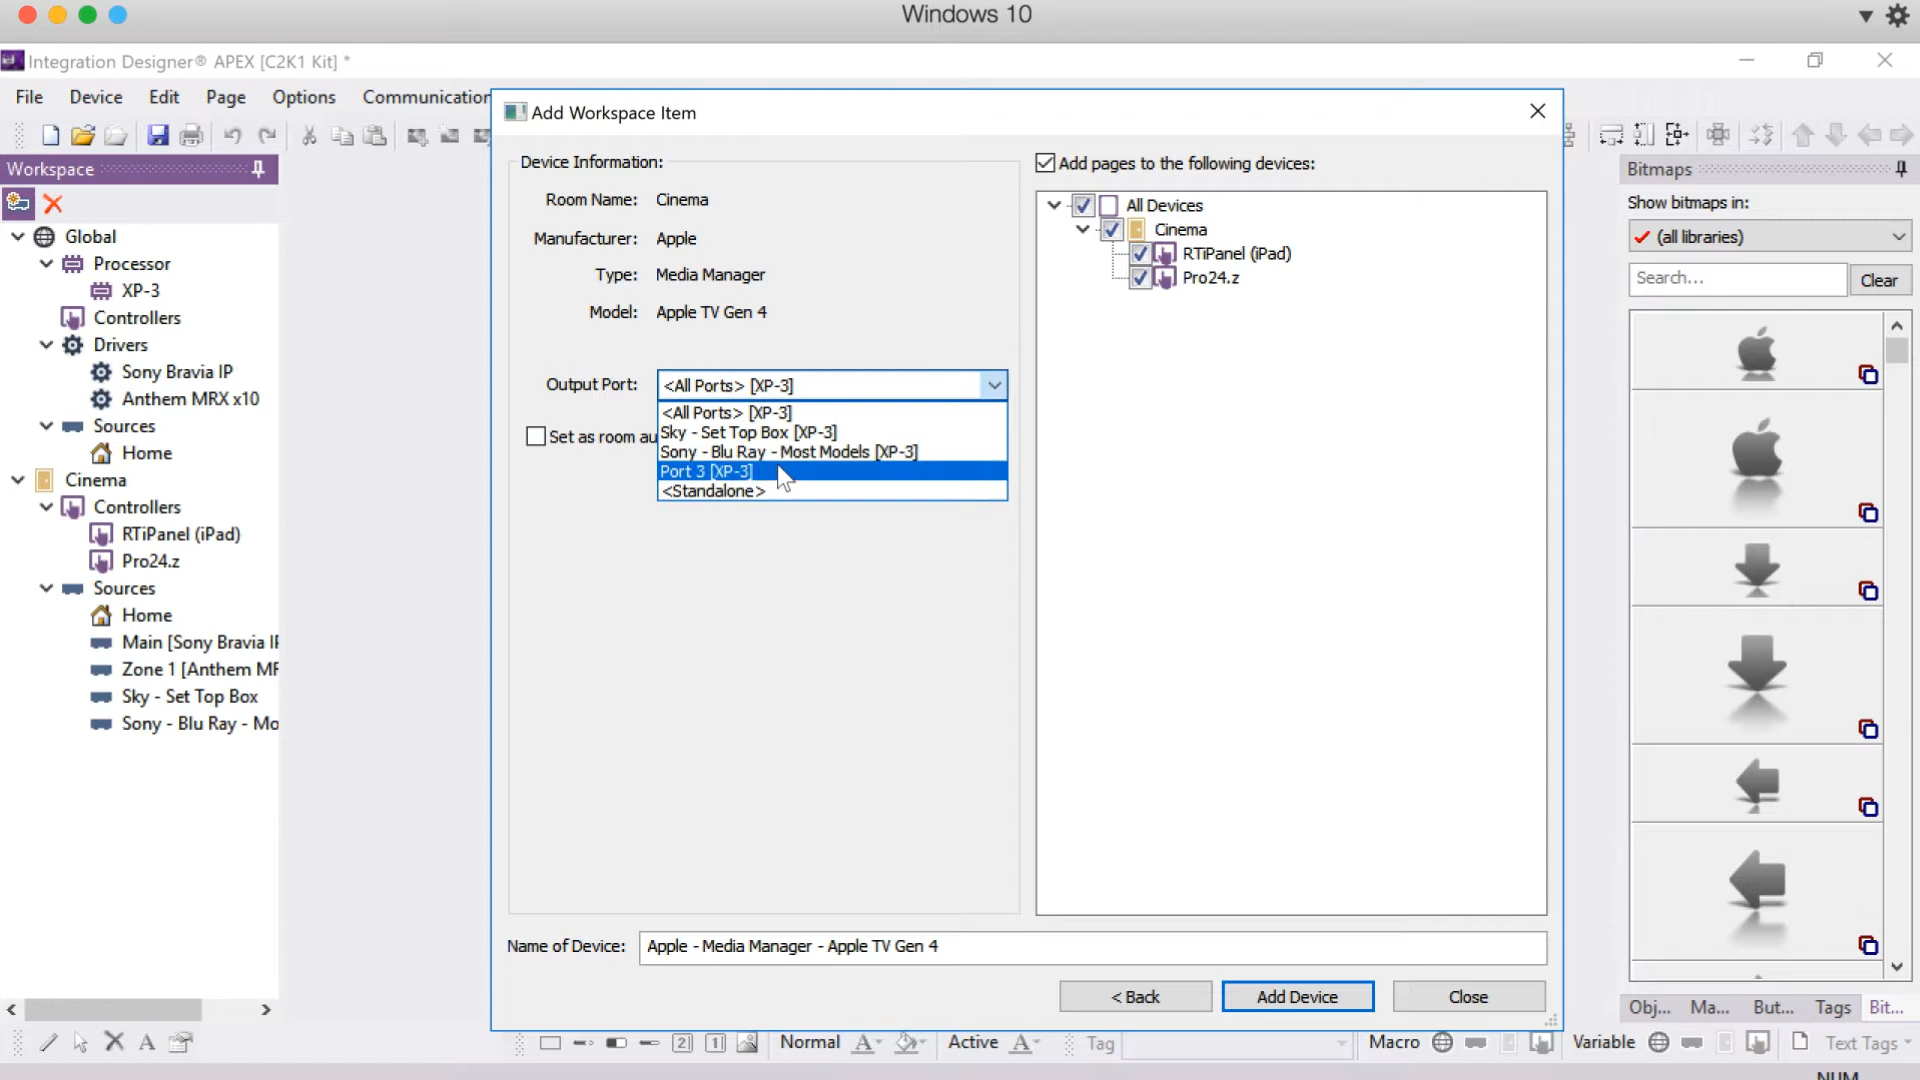 Windows 10
Integration Designer® APEX [C2K1 Kit] *
File Device Edit Page Options Communication
Workspace
Global
Processor
XP-3
Controllers
Drivers
Sony Bravia IP
Anthem MRX x10
Sources
Home
Cinema
Controllers
RTiPanel (iPad)
Pro24.z
Sources
Home
Main [Sony Bravia IP
Zone 1 [Anthem MR
Sky - Set Top Box
Sony - Blu Ray - Mo
Add Workspace Item
Device Information:
Room Name: Cinema
Manufacturer: Apple
Type: Media Manager
Model: Apple TV Gen 4
Output Port: <All Ports> [XP-3]
<All Ports> [XP-3]
Sky - Set Top Box [XP-3]
Sony - Blu Ray - Most Models [XP-3]
Port 3 [XP-3]
<Standalone>
Set as room au
Add pages to the following devices:
All Devices
Cinema
RTiPanel (iPad)
Pro24.z
Name of Device: Apple - Media Manager - Apple TV Gen 4
< Back Add Device Close
Bitmaps
Show bitmaps in:
(all libraries)
Search... Clear
Obj... Ma... But... Tags Bit...
A 2 1 Normal A Active A Tag Macro Variable Text Tags